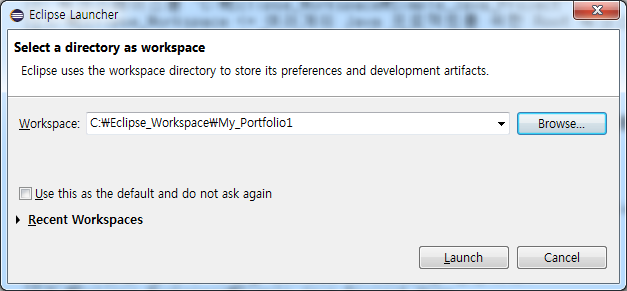 Eclipse Launcher
Select a directory as workspace
Eclipse uses the workspace directory to store its preferences and development artifacts.
Workspace: C:₩Eclipse_Workspace₩My_Portfolio1 Browse...
Use this as the default and do not ask again
Recent Workspaces
Launch Cancel